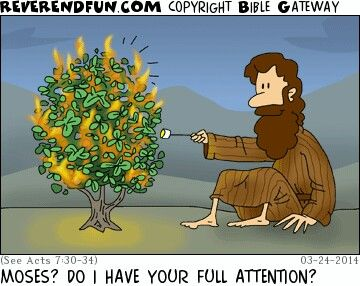 REVERENDFUN.COM COPYRIGHT BIBLE GATEWAY
(See Acts 7:30-34) 03-24-2014
MOSES? DO I HAVE YOUR FULL ATTENTION?